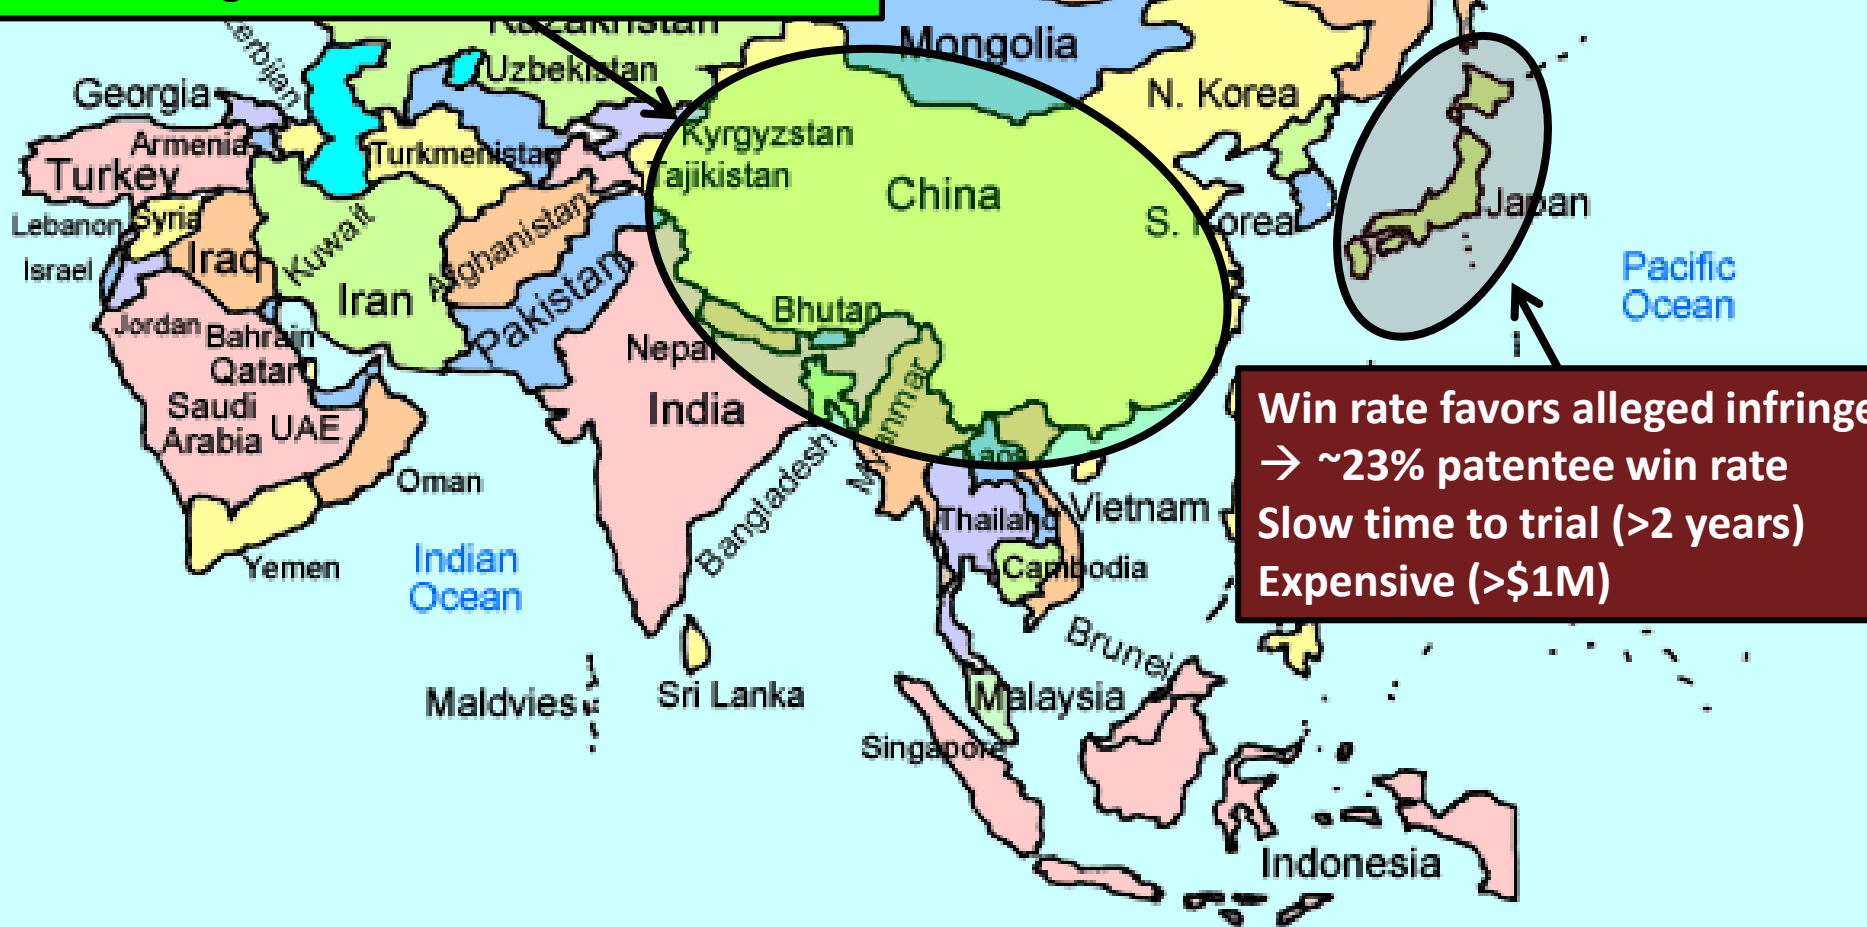 Kazakhstan
Mongolia
Uzbekistan
Georgia
N. Korea
Kyrgyzstan
Armenia
Turkmenistan
Turkey
Tajikistan
China
Japan
Lebanon
Syria
S. Korea
Kuwait
Afghanistan
Iraq
Israel
Pacific
Ocean
Iran
Pakistan
Bhutan
Jordan
Bahrain
Nepal
Qatar
Saudi
Arabia
UAE
India
Myanmar
Win rate favors alleged infringe
→ ~23% patentee win rate
Slow time to trial (>2 years)
Expensive (>$1M)
Laos
Oman
Bangladesh
Vietnam
Thailand
Yemen
Indian
Ocean
Cambodia
Brunei
Maldvies
Sri Lanka
Malaysia
Singapore
Indonesia